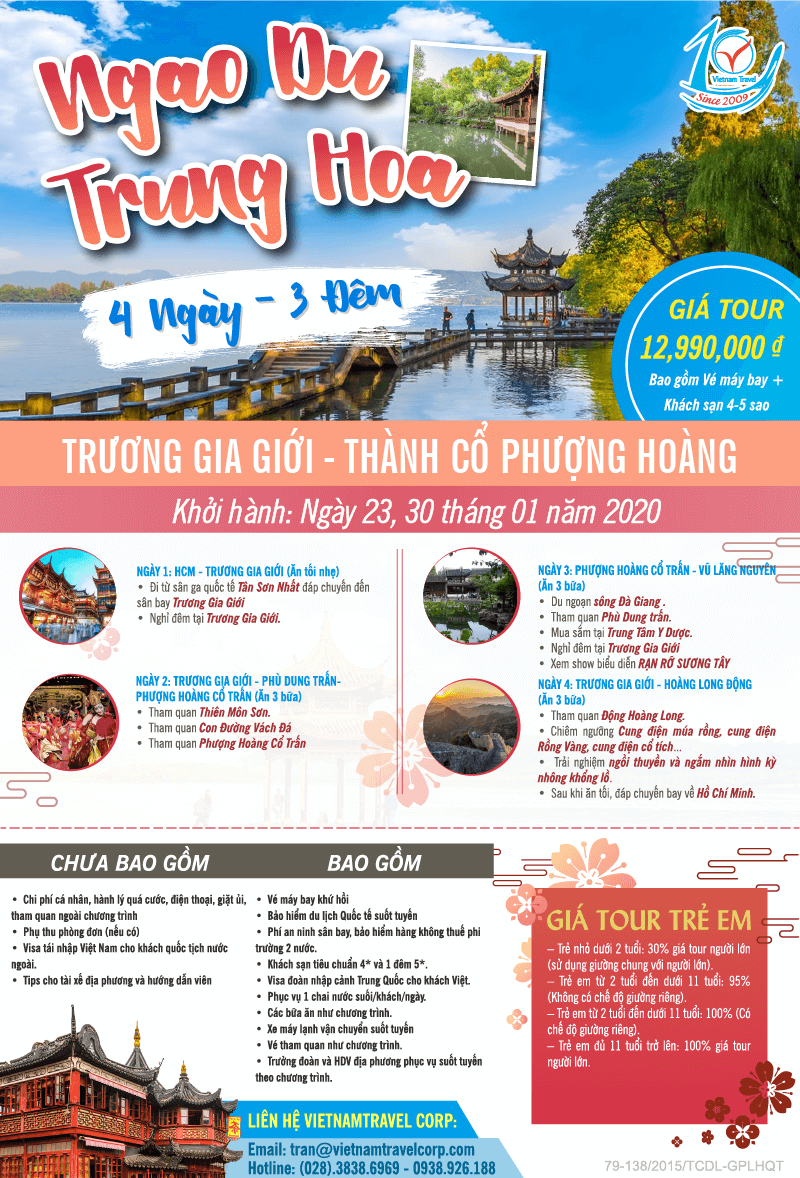 Ngao Du
Trung Hoa
Vietnam Travel
Since 2009
4 Ngày - 3 Đêm
GIÁ TOUR
12,990,000 ₫
Bao gồm Vé máy bay +
Khách sạn 4-5 sao
TRƯƠNG GIA GIỚI - THÀNH CỔ PHƯỢNG HOÀNG
Khởi hành: Ngày 23, 30 tháng 01 năm 2020
NGÀY 1: HCM - TRƯƠNG GIA GIỚI (Ăn tối nhẹ)
• Đi từ sân ga quốc tế Tân Sơn Nhất đáp chuyến đến
sân bay Trương Gia Giới
• Nghỉ đêm tại Trương Gia Giới.
NGÀY 2: TRƯƠNG GIA GIỚI - PHÙ DUNG TRẤN-
PHƯỢNG HOÀNG CỔ TRẤN (Ăn 3 bữa)
• Tham quan Thiên Môn Sơn.
• Tham quan Con Đường Vách Đá
• Tham quan Phượng Hoàng Cổ Trấn
NGÀY 3: PHƯỢNG HOÀNG CỔ TRẤN - VŨ LĂNG NGUYÊN
(Ăn 3 bữa)
• Du ngoạn sông Đà Giang .
• Tham quan Phù Dung trấn.
• Mua sắm tại Trung Tâm Y Dược.
• Nghỉ đêm tại Trương Gia Giới
• Xem show biểu diễn RẠN RỠ SƯƠNG TÂY
NGÀY 4: TRƯƠNG GIA GIỚI - HOÀNG LONG ĐỘNG
(Ăn 3 bữa)
• Tham quan Động Hoàng Long.
• Chiêm ngưỡng Cung điện múa rồng, cung điện
Rồng Vàng, cung điện cổ tích...
• Trải nghiệm ngồi thuyền và ngắm nhìn hình kỳ
nhông khổng lồ.
• Sau khi ăn tối, đáp chuyến bay về Hồ Chí Minh.
CHƯA BAO GỒM
• Chi phí cá nhân, hành lý quá cước, điện thoại, giặt ủi,
tham quan ngoài chương trình
• Phụ thu phòng đơn (nếu có)
• Visa tái nhập Việt Nam cho khách quốc tịch nước
ngoài.
• Tips cho tài xế địa phương và hướng dẫn viên
BAO GỒM
• Vé máy bay khứ hồi
• Bảo hiểm du lịch Quốc tế suốt tuyến
• Phí an ninh sân bay, bảo hiểm hàng không thuế phi
trường 2 nước.
• Khách sạn tiêu chuẩn 4* và 1 đêm 5*.
• Visa đoàn nhập cảnh Trung Quốc cho khách Việt.
• Phục vụ 1 chai nước suối/khách/ngày.
• Các bữa ăn như chương trình.
• Xe máy lạnh vận chuyển suốt tuyến
• Vé tham quan như chương trình.
• Trưởng đoàn và HDV địa phương phục vụ suốt tuyến
theo chương trình.
GIÁ TOUR TRẺ EM
– Trẻ nhỏ dưới 2 tuổi: 30% giá tour người lớn
(sử dụng giường chung với người lớn).
– Trẻ em từ 2 tuổi đến dưới 11 tuổi: 95%
(Không có chế độ giường riêng).
– Trẻ em từ 2 tuổi đến dưới 11 tuổi: 100% (Có
chế độ giường riêng).
– Trẻ em đủ 11 tuổi trở lên: 100% giá tour
người lớn.
LIÊN HỆ VIETNAMTRAVEL CORP:
Email: tran@vietnamtravelcorp.com
Hotline: (028).3838.6969 - 0938.926.188
79-138/2015/TCDL-GPLHQT